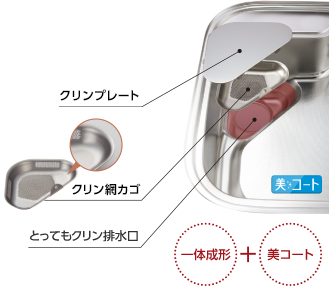 クリンプレート
クリン網カゴ
とってもクリン排水口
美・コート
一体成形 + 美コート